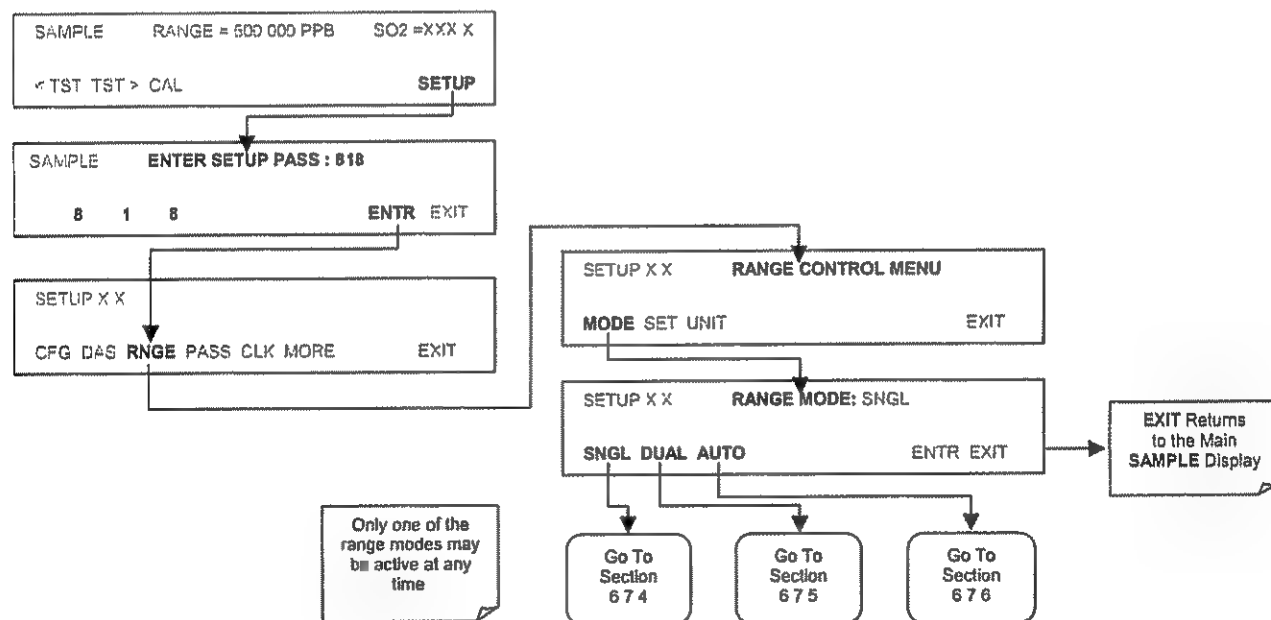 SAMPLE RANGE = 500 000 PPB SO2 =XXX X
< TST TST > CAL SETUP
SAMPLE ENTER SETUP PASS : 818
8 1 8 ENTR EXIT
SETUP X X
CFG DAS RNGE PASS CLK MORE EXIT
SETUP X X RANGE CONTROL MENU
MODE SET UNIT EXIT
SETUP X X RANGE MODE: SNGL
SNGL DUAL AUTO ENTR EXIT
EXIT Returns
to the Main
SAMPLE Display
Only one of the
range modes may
be active at any
time
Go To
Section
6 7 4
Go To
Section
6 7 5
Go To
Section
6 7 6